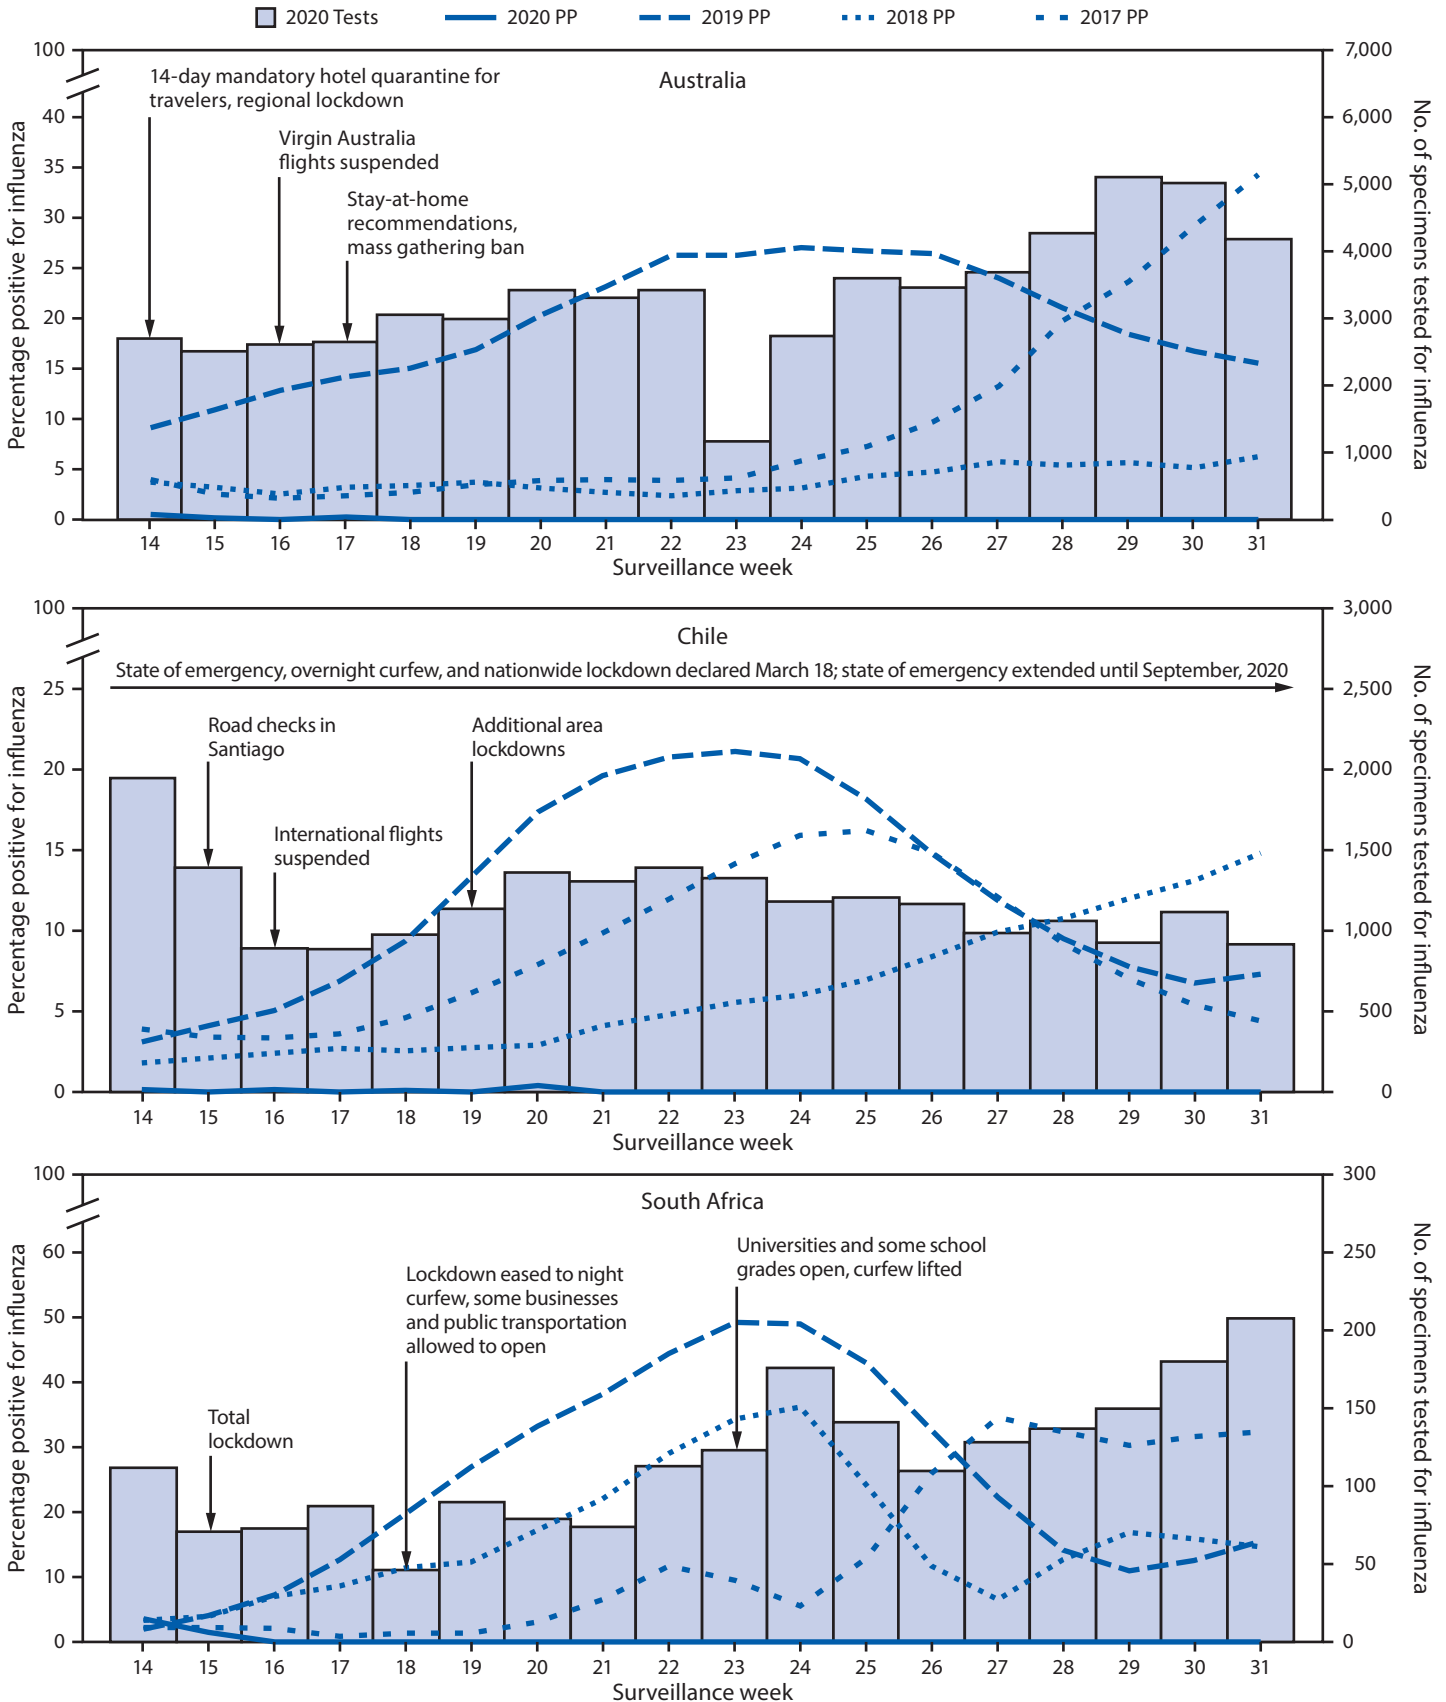 2020 Tests 2020 PP 2019 PP 2018 PP 2017 PP
Australia
14-day mandatory hotel quarantine for
travelers, regional lockdown
Virgin Australia
flights suspended
Stay-at-home
recommendations,
mass gathering ban
Percentage positive for influenza
100
40
35
30
25
20
15
10
5
0
No. of specimens tested for influenza
7,000
6,000
5,000
4,000
3,000
2,000
1,000
0
14 15 16 17 18 19 20 21 22 23 24 25 26 27 28 29 30 31
Surveillance week
Chile
State of emergency, overnight curfew, and nationwide lockdown declared March 18; state of emergency extended until September, 2020
Road checks in
Santiago
International flights
suspended
Additional area
lockdowns
Percentage positive for influenza
100
25
20
15
10
5
0
No. of specimens tested for influenza
3,000
2,500
2,000
1,500
1,000
500
0
14 15 16 17 18 19 20 21 22 23 24 25 26 27 28 29 30 31
Surveillance week
South Africa
Total
lockdown
Lockdown eased to night
curfew, some businesses
and public transportation
allowed to open
Universities and some school
grades open, curfew lifted
Percentage positive for influenza
100
60
50
40
30
20
10
0
No. of specimens tested for influenza
300
250
200
150
100
50
0
14 15 16 17 18 19 20 21 22 23 24 25 26 27 28 29 30 31
Surveillance week